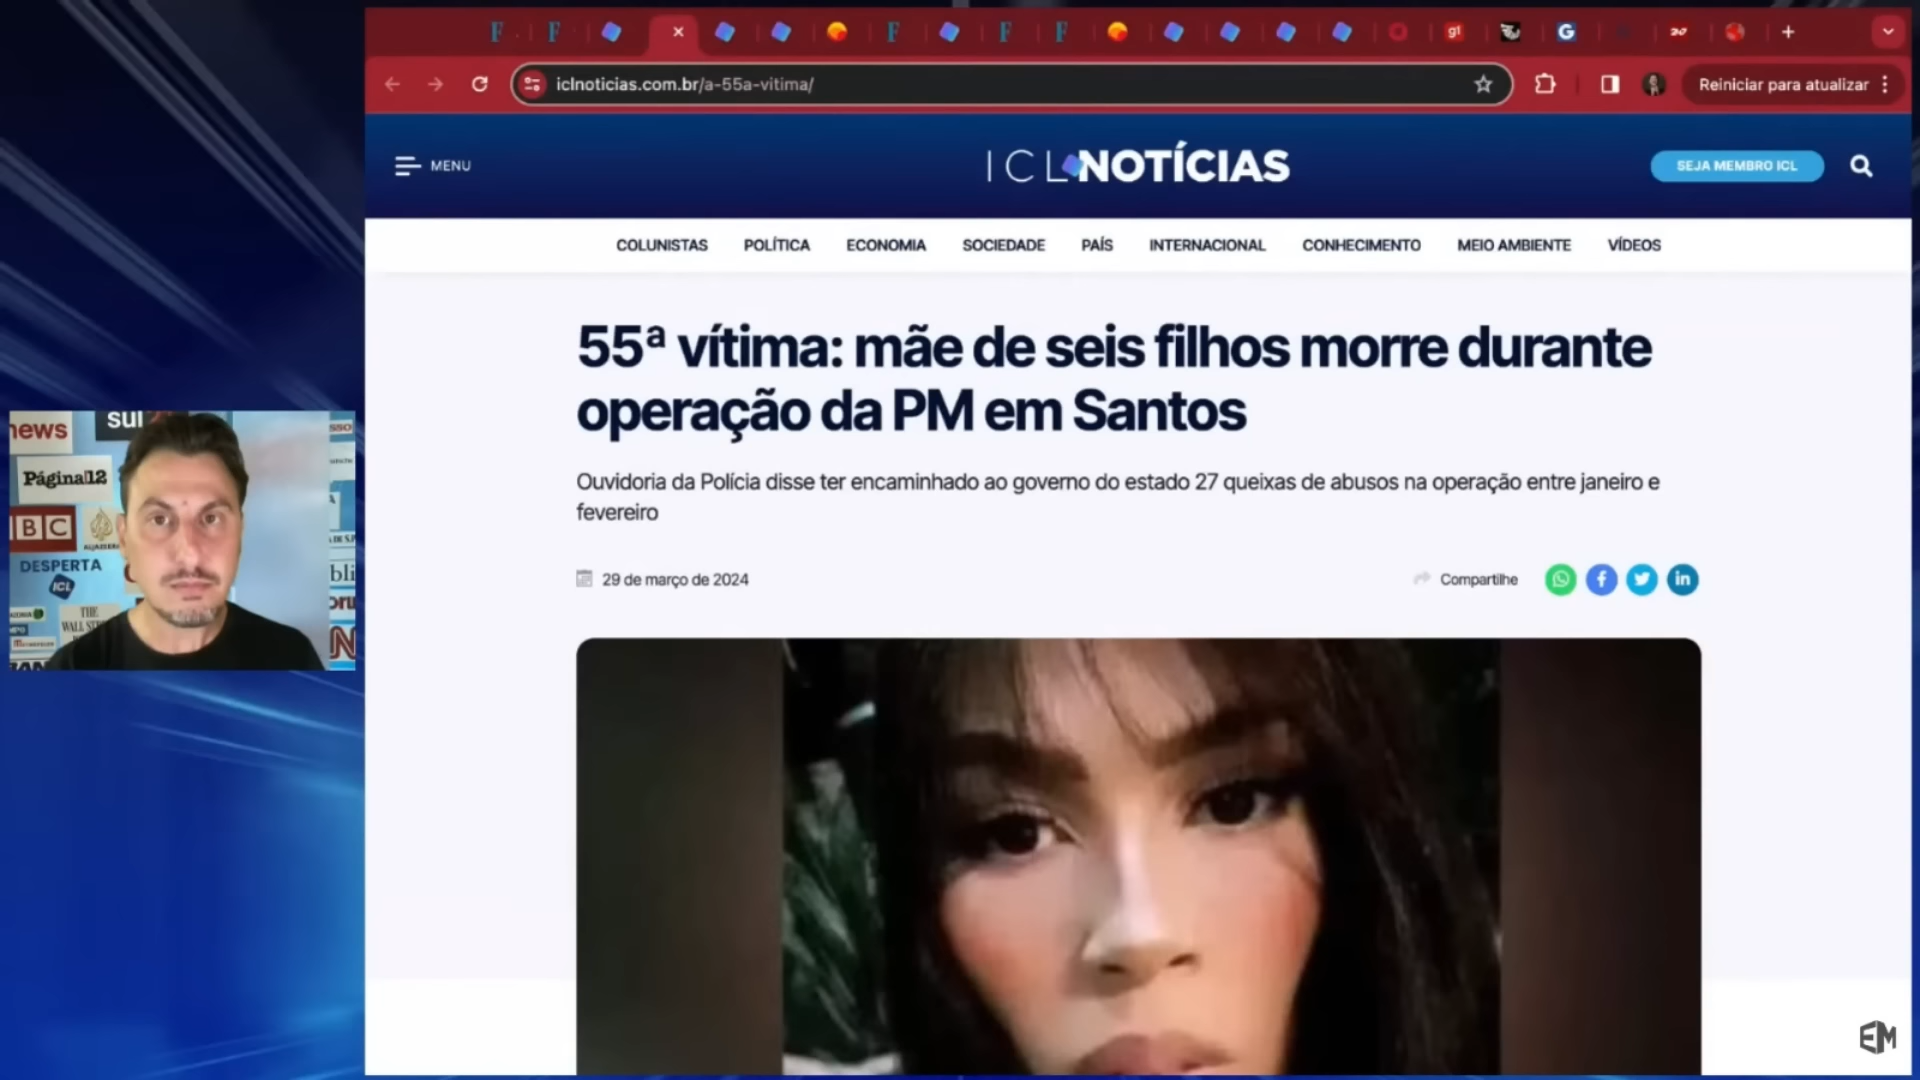 iclnoticias.com.br/a-55a-vitima/
Reiniciar para atualizar
MENU
ICL NOTÍCIAS
SEJA MEMBRO ICL
COLUNISTAS POLÍTICA ECONOMIA SOCIEDADE PAÍS INTERNACIONAL CONHECIMENTO MEIO AMBIENTE VÍDEOS
55ª vítima: mãe de seis filhos morre durante
operação da PM em Santos
Ouvidoria da Polícia disse ter encaminhado ao governo do estado 27 queixas de abusos na operação entre janeiro e
fevereiro
29 de março de 2024
Compartilhe
news
sul
Página12
BBC
DESPERTA
ICL
THE
WALL
EM